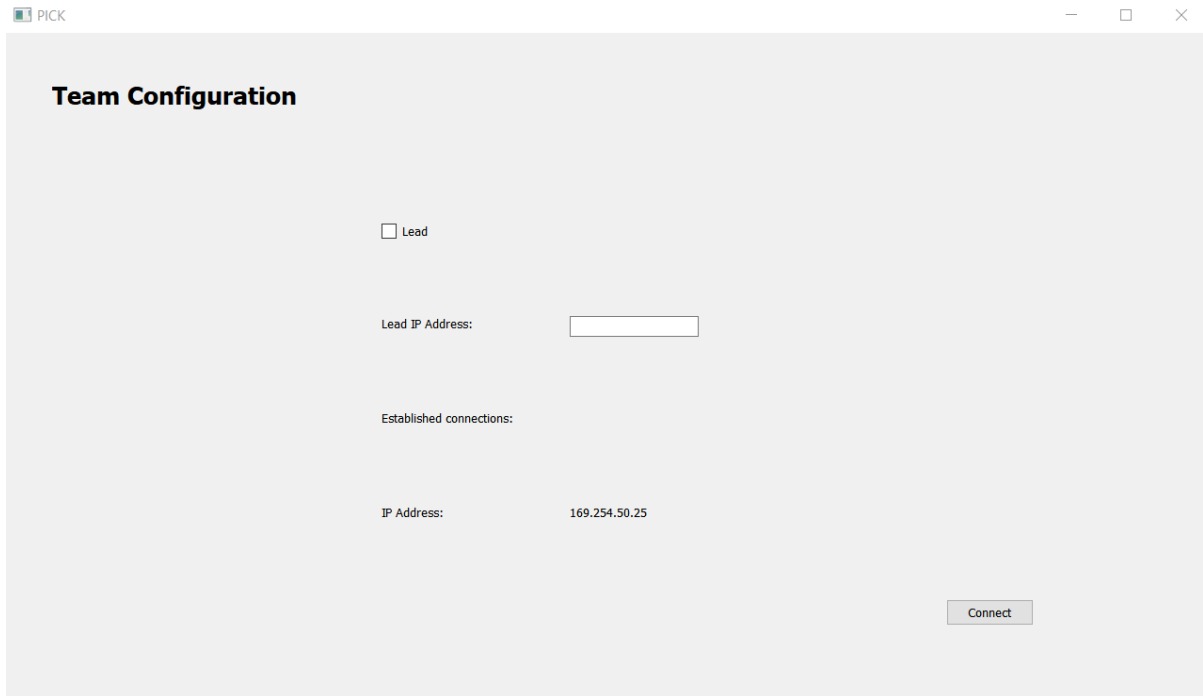 PICK
Team Configuration
Lead
Lead IP Address:
Established connections:
IP Address: 169.254.50.25
Connect